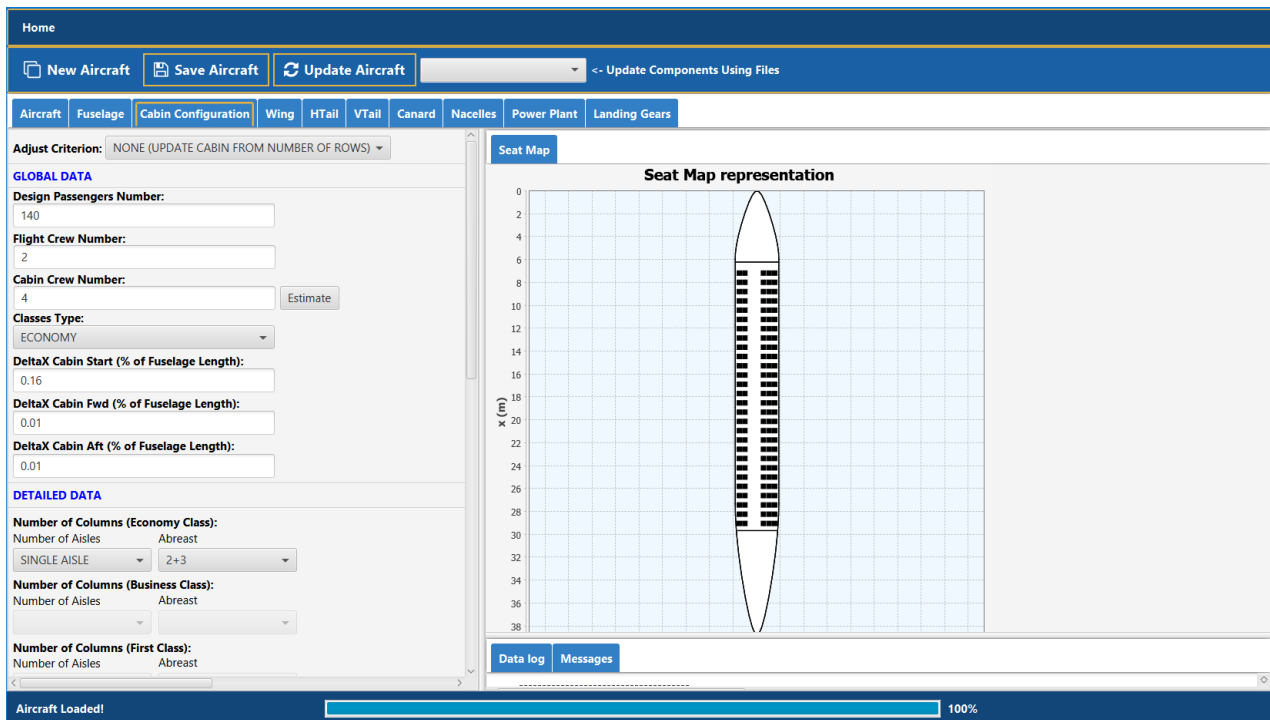 Home
New Aircraft Save Aircraft Update Aircraft <- Update Components Using Files
Aircraft Fuselage Cabin Configuration Wing HTail VTail Canard Nacelles Power Plant Landing Gears
Adjust Criterion: NONE (UPDATE CABIN FROM NUMBER OF ROWS)
GLOBAL DATA
Design Passengers Number:
140
Flight Crew Number:
2
Cabin Crew Number:
4 Estimate
Classes Type:
ECONOMY
DeltaX Cabin Start (% of Fuselage Length):
0.16
DeltaX Cabin Fwd (% of Fuselage Length):
0.01
DeltaX Cabin Aft (% of Fuselage Length):
0.01
DETAILED DATA
Number of Columns (Economy Class):
Number of Aisles Abreast
SINGLE AISLE 2+3
Number of Columns (Business Class):
Number of Aisles Abreast
Number of Columns (First Class):
Number of Aisles Abreast
Seat Map
Seat Map representation
0
2
4
6
8
10
12
14
16
18
20
22
24
26
28
30
32
34
36
38
x (m)
Data log Messages
Aircraft Loaded! 100%